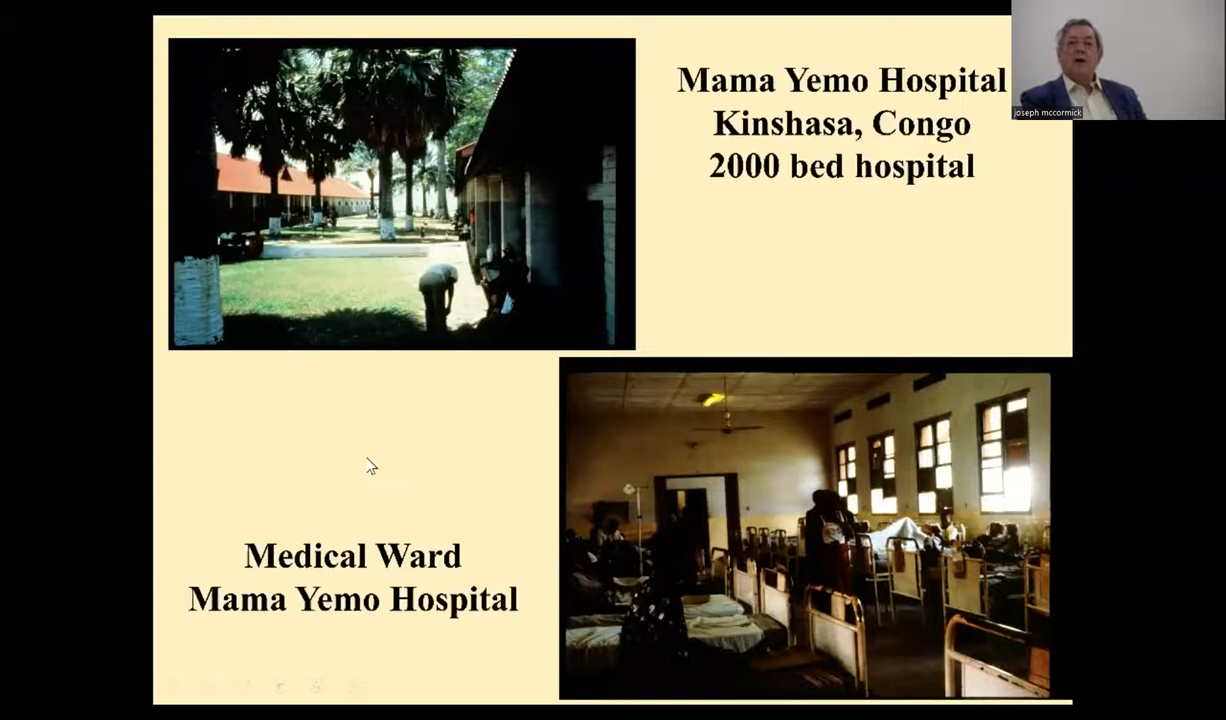 Mama Yemo Hospital
Kinshasa, Congo
2000 bed hospital
joseph mccormick
Medical Ward
Mama Yemo Hospital